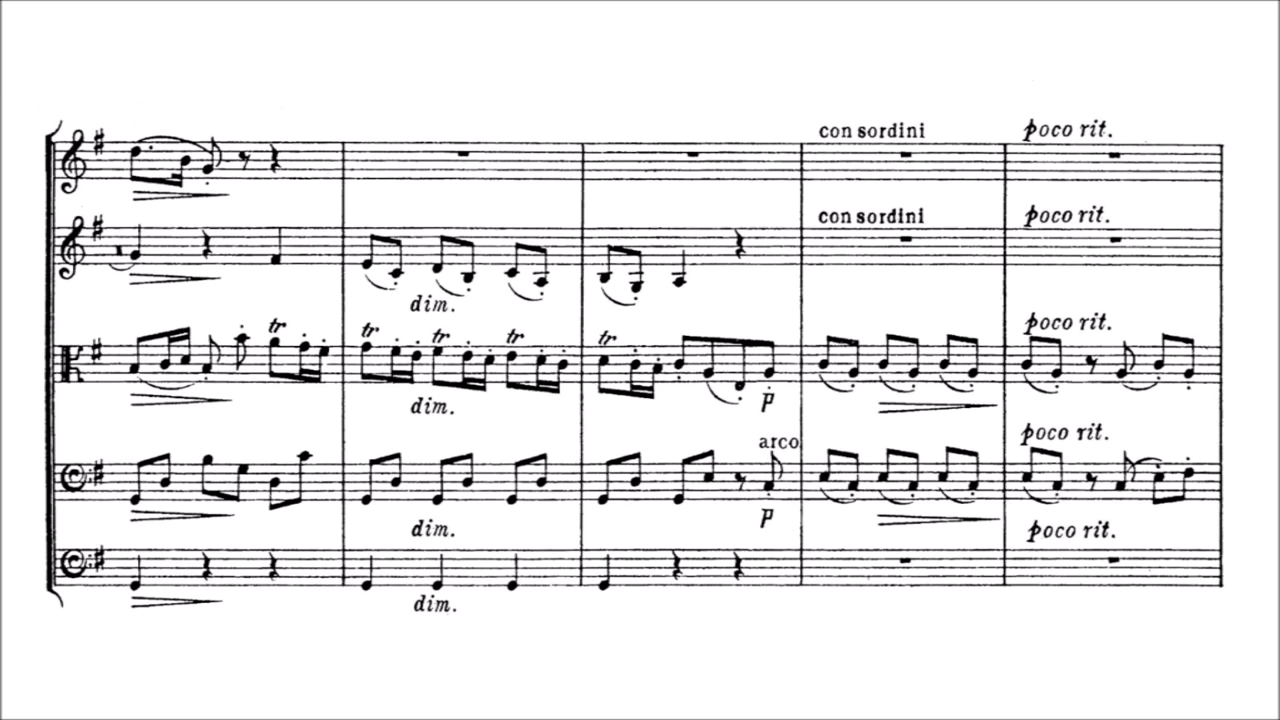 con sordini poco rit.
con sordini poco rit.
dim.
tr tr tr tr tr poco rit.
dim. p
arco poco rit.
p
dim. poco rit.
dim.